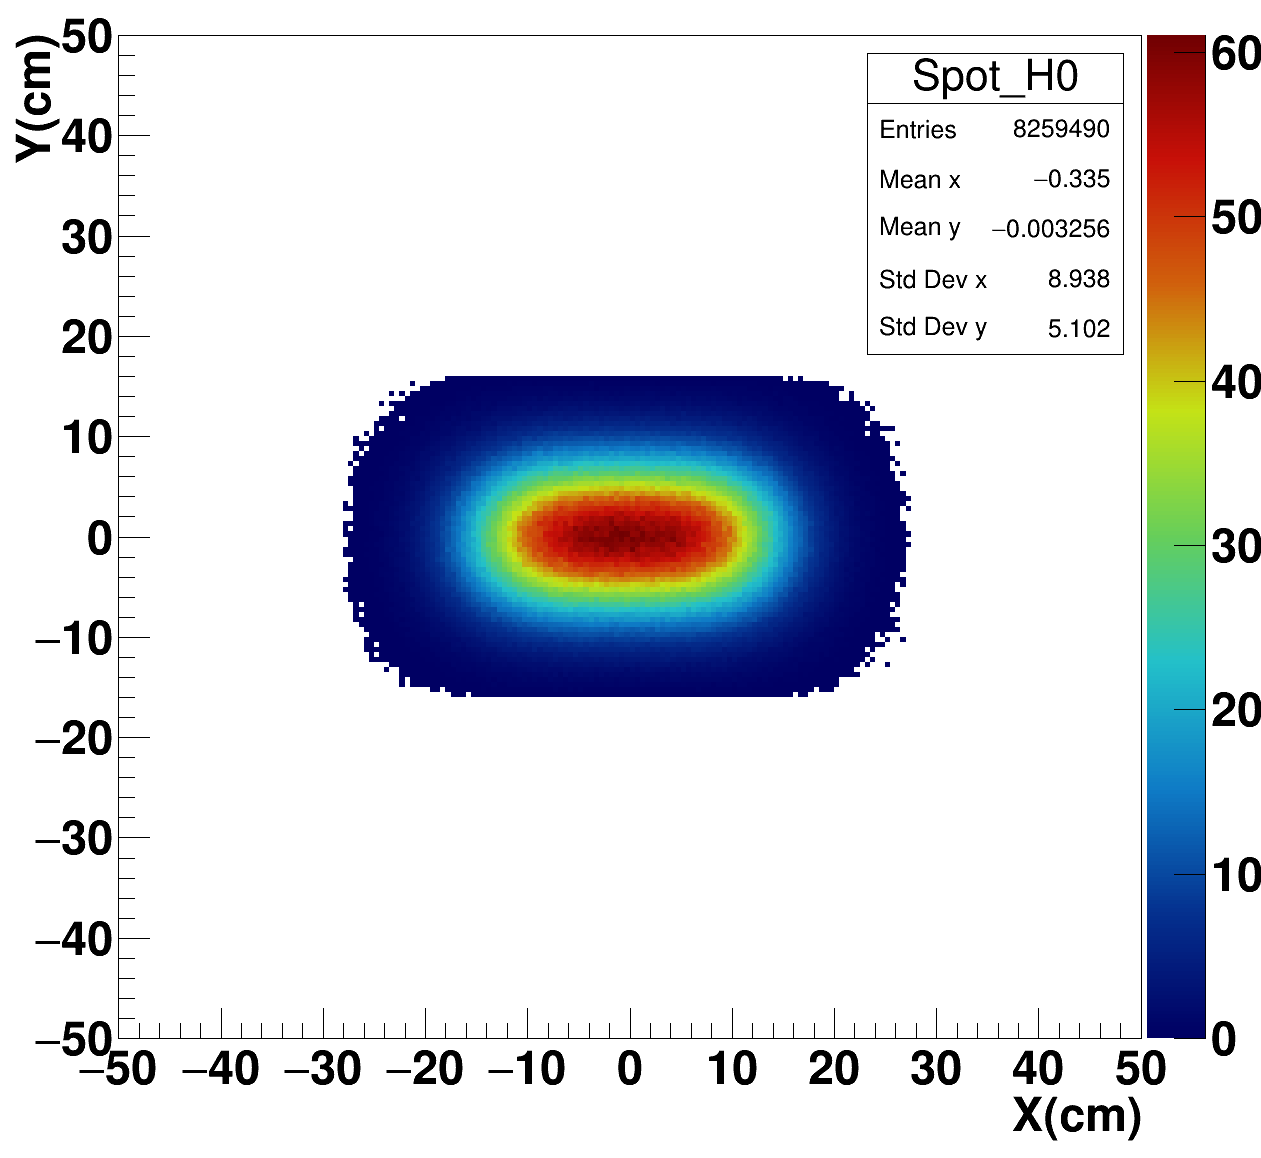 Y(cm)
50
40
30
20
10
0
−10
−20
−30
−40
−50
−50 −40 −30 −20 −10 0 10 20 30 40 50
X(cm)
Spot_H0
Entries 8259490
Mean x −0.335
Mean y −0.003256
Std Dev x 8.938
Std Dev y 5.102
60
50
40
30
20
10
0